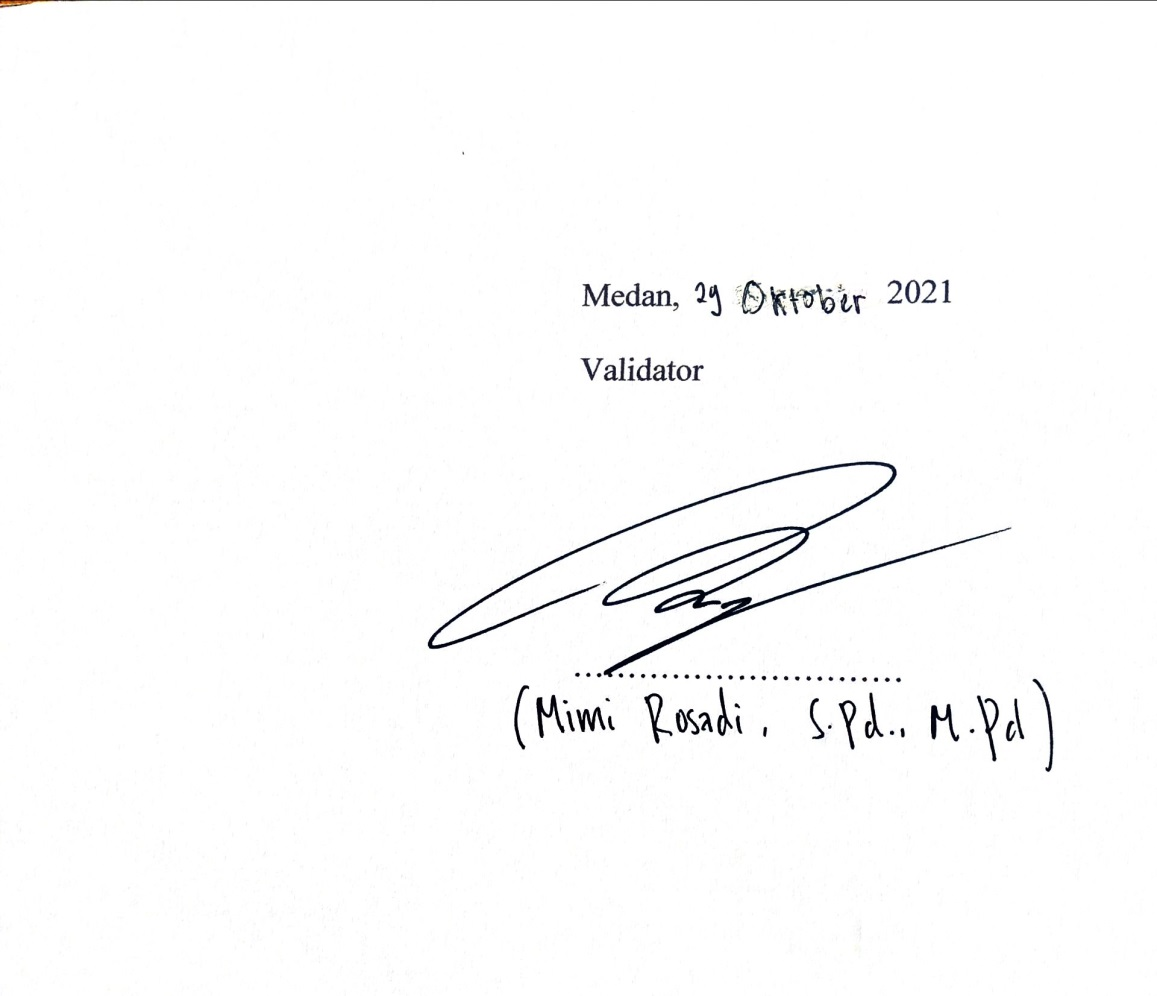 Medan, 29 Oktober 2021
Validator
..................................
(Mimi Rosadi, S.Pd., M.Pd)